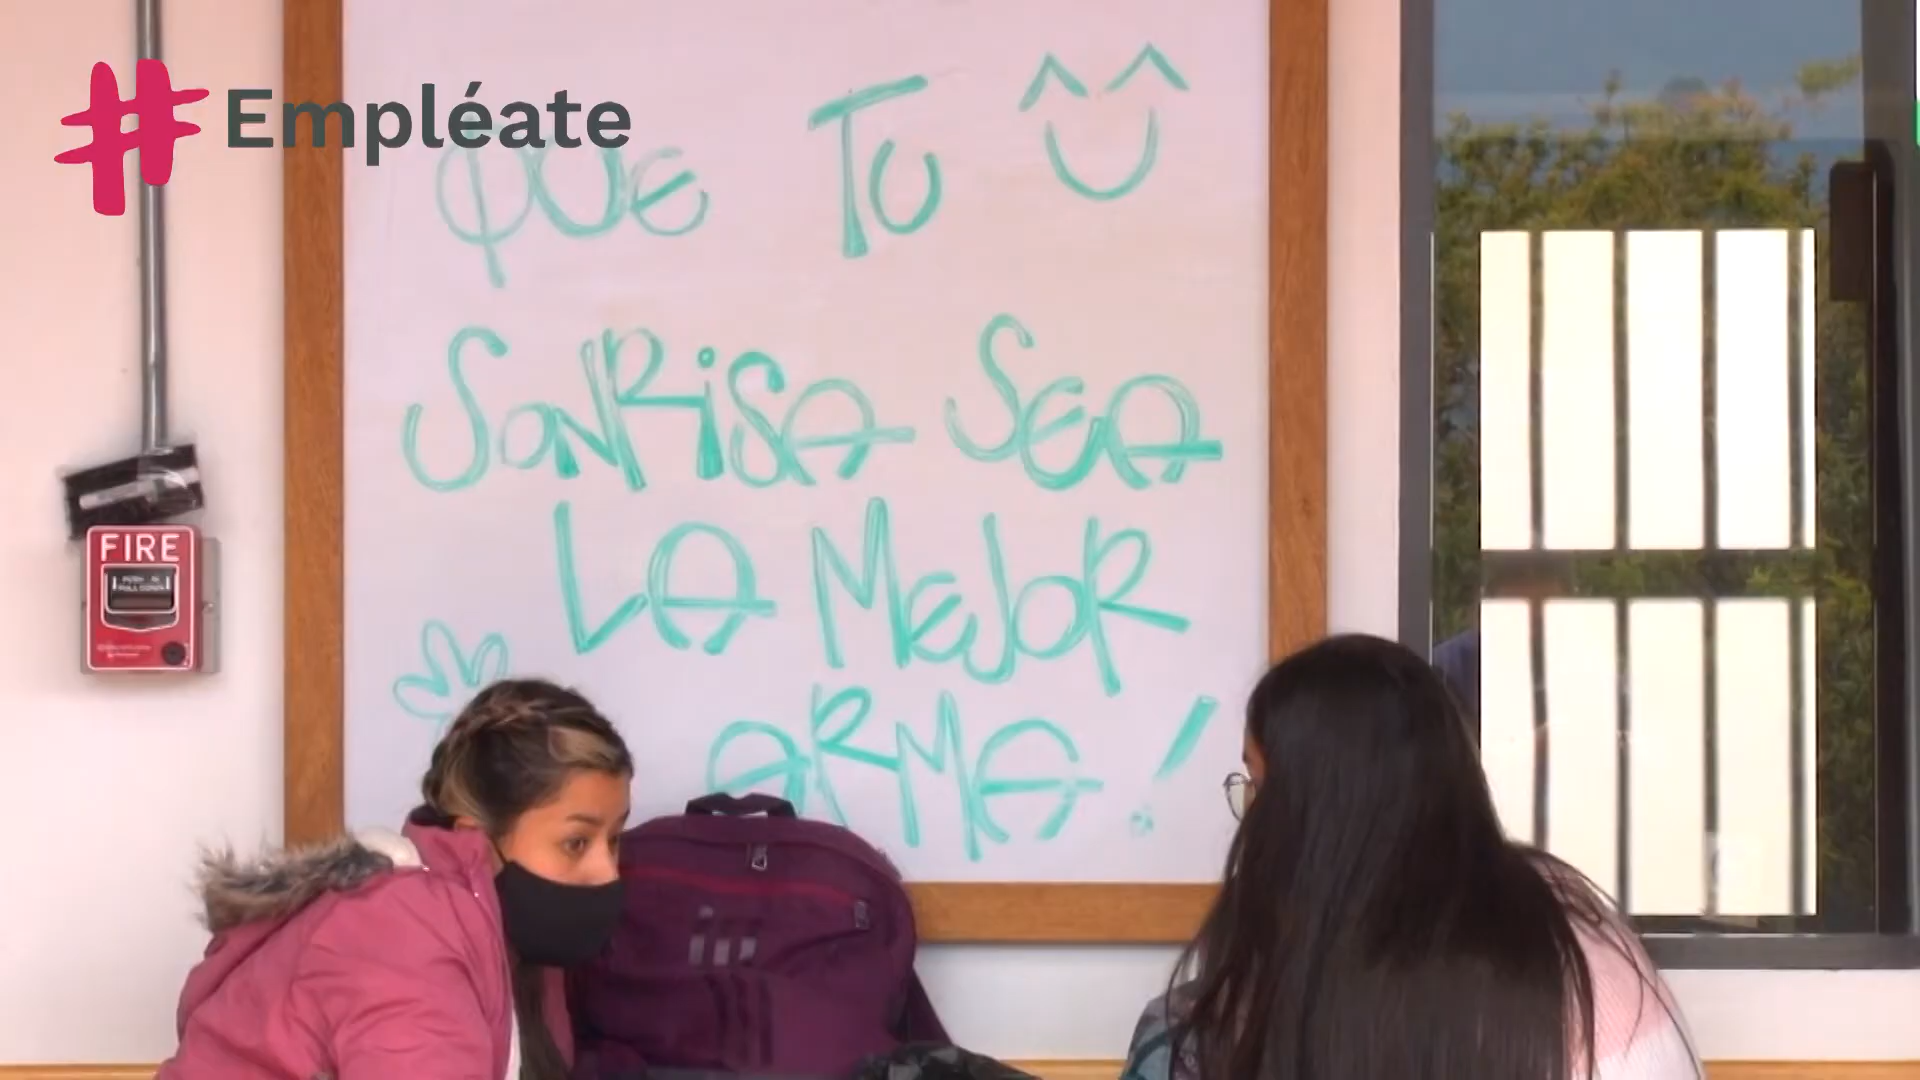 #Empléate
QUE TU
SONRiSA SEA
LA MEJOR
ARMA!
FIRE